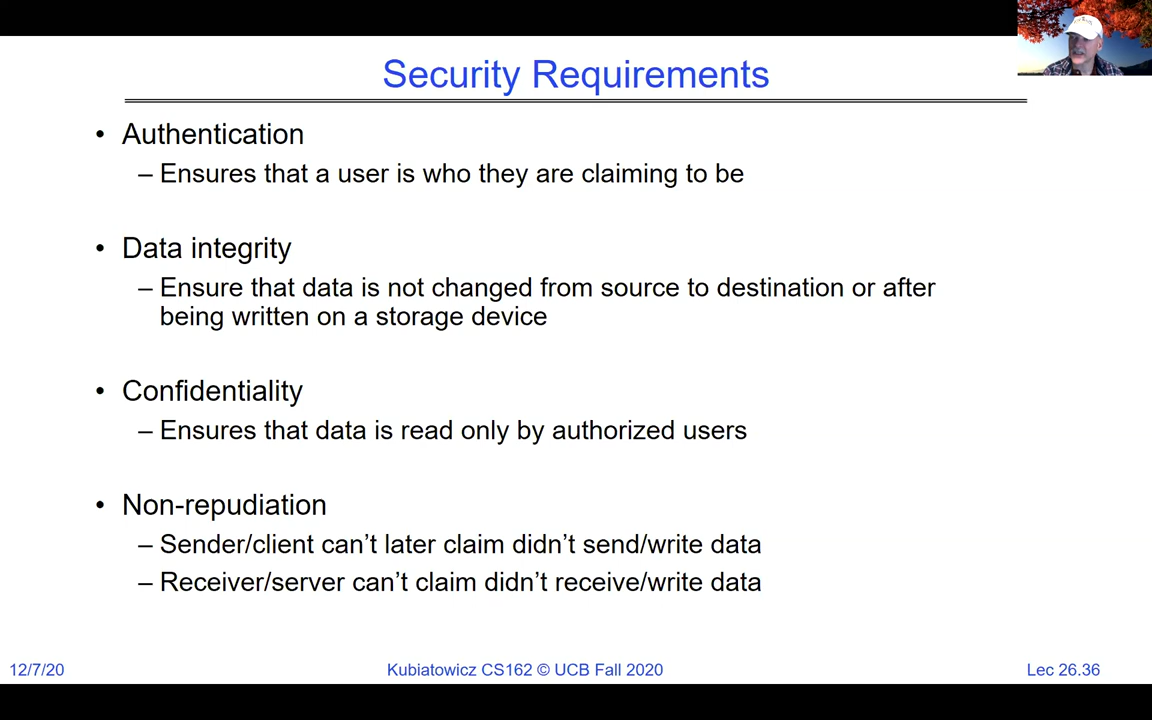 Security Requirements
• Authentication
– Ensures that a user is who they are claiming to be
• Data integrity
– Ensure that data is not changed from source to destination or after
being written on a storage device
• Confidentiality
– Ensures that data is read only by authorized users
• Non-repudiation
– Sender/client can’t later claim didn’t send/write data
– Receiver/server can’t claim didn’t receive/write data
12/7/20
Kubiatowicz CS162 © UCB Fall 2020
Lec 26.36